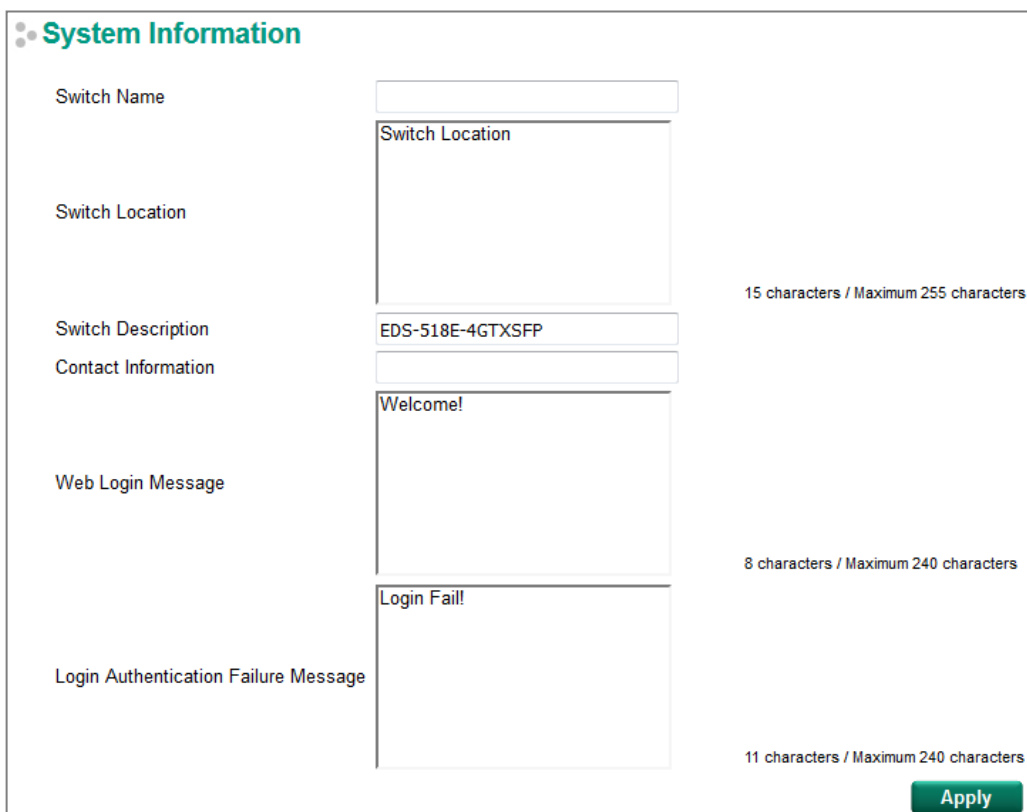 System Information
Switch Name
Switch Location
Switch Location
15 characters / Maximum 255 characters
Switch Description
EDS-518E-4GTXSFP
Contact Information
Welcome!
Web Login Message
8 characters / Maximum 240 characters
Login Fail!
Login Authentication Failure Message
11 characters / Maximum 240 characters
Apply